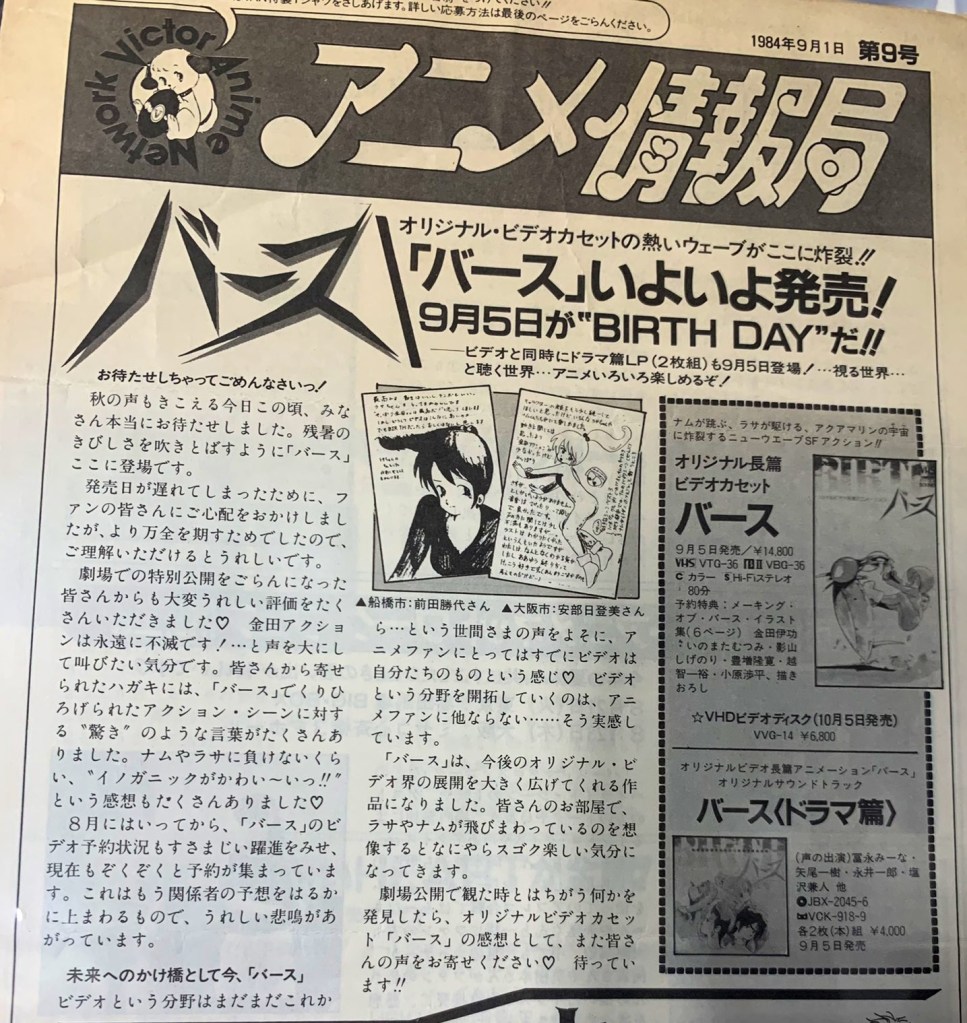 特製Tシャツをさしあげます。詳しい応募方法は最後のページをごらんください。
1984年9月1日 第9号
Victor Anime Network
アニメ情報局
バース
オリジナル・ビデオカセットの熱いウェーブがここに炸裂!!
「バース」いよいよ発売!
9月5日が“BIRTH DAY”だ!!
──ビデオと同時にドラマ篇LP(2枚組)も9月5日登場!…視る世界…
と聴く世界…アニメいろいろ楽しめるぞ!
お待たせしちゃってごめんなさいっ!
秋の声もきこえる今日この頃、みな
さん本当にお待たせしました。残暑の
きびしさを吹きとばすように「バース」
ここに登場です。
発売日が遅れてしまったために、フ
ァンの皆さんにご心配をおかけしまし
たが、より万全を期すためでしたので、
ご理解いただけるとうれしいです。
劇場での特別公開をごらんになった
皆さんからも大変うれしい評価をたく
さんいただきました♡ 金田アクショ
ンは永遠に不滅です!…と声を大にし
て叫びたい気分です。皆さんから寄せ
られたハガキには、「バース」でくりひ
ろげられたアクション・シーンに対す
る〝驚き〟のような言葉がたくさんあ
りました。ナムやラサに負けないくら
い、〝イノガニックがかわい〜いっ!!〟
という感想もたくさんありました♡
8月にはいってから、「バース」のビ
デオ予約状況もすさまじい躍進をみせ、
現在もぞくぞくと予約が集まっていま
す。これはもう関係者の予想をはるか
に上まわるもので、うれしい悲鳴があ
がっています。
未来へのかけ橋として今、「バース」
ビデオという分野はまだまだこれか
▲船橋市:前田勝代さん ▲大阪市:安部日登美さん
ら…という世間さまの声をよそに、ア
ニメファンにとってはすでにビデオは
自分たちのものという感じ♡ ビデオ
という分野を開拓していくのは、アニ
メファンに他ならない……そう実感し
ています。
「バース」は、今後のオリジナル・ビ
デオ界の展開を大きく広げてくれる作
品になりました。皆さんのお部屋で、
ラサやナムが飛びまわっているのを想
像するとなにやらスゴク楽しい気分に
なってきます。
劇場公開で観た時とはちがう何かを
発見したら、オリジナルビデオカセッ
ト「バース」の感想として、また皆さ
んの声をお寄せください♡ 待ってい
ます!!
ナムが跳ぶ、ラサが駆ける、アクアマリンの宇宙
に炸裂するニューウエーブSFアクション!!
オリジナル長篇
ビデオカセット
バース
9月5日発売/¥14,800
VHS VTG-36 βII VBG-36
C カラー S Hi-Fiステレオ
80分
予約特典:メーキング・
オブ・バース・イラスト
集(6ページ) 金田伊功
・いのまたむつみ・影山
しげのり・豊増隆寛・越
智一裕・小原渉平、描き
おろし
BIRTH
バース
☆VHDビデオディスク(10月5日発売)
VVG-14 ¥6,800
オリジナルビデオ長篇アニメーション「バース」
オリジナルサウンドトラック
バース〈ドラマ篇〉
BIRTH
バース
(声の出演)冨永みーな・
矢尾一樹・永井一郎・塩
沢兼人 他
JBX-2045-6
VCK-918-9
各2枚(本)組 ¥4,000
9月5日発売